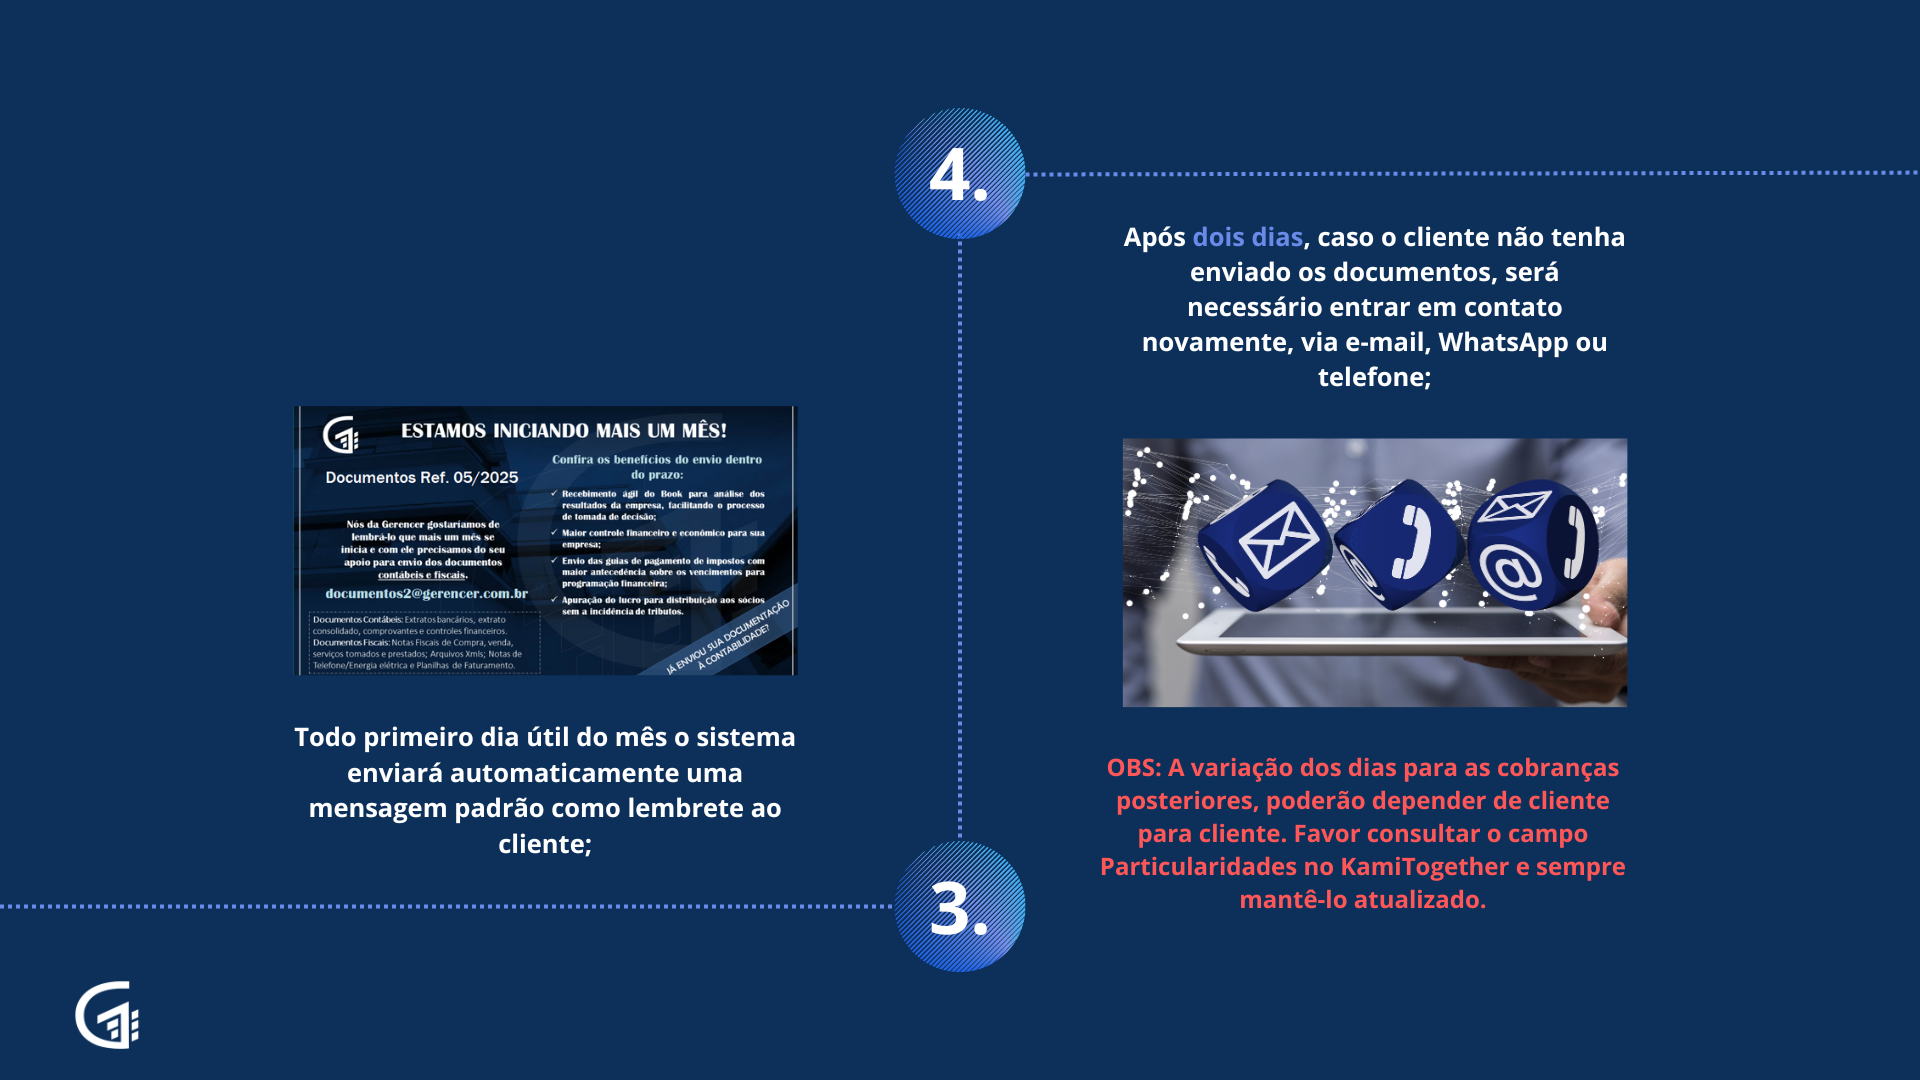 4.
Após dois dias, caso o cliente não tenha
enviado os documentos, será
necessário entrar em contato
novamente, via e-mail, WhatsApp ou
telefone;
ESTAMOS INICIANDO MAIS UM MÊS!
Documentos Ref. 05/2025
Nós da Gerencer gostaríamos de
lembrá-lo que mais um mês se
inicia e com ele precisamos do seu
apoio para envio dos documentos
contábeis e fiscais.
documentos2@gerencer.com.br
Documentos Contábeis: Extratos bancários, extrato
consolidado, comprovantes e controles financeiros.
Documentos Fiscais: Notas Fiscais de Compra, venda,
serviços tomados e prestados; Arquivos Xmls; Notas de
Telefone/Energia elétrica e Planilhas de Faturamento.
Confira os benefícios do envio dentro
do prazo:
✓ Recebimento ágil do Book para análise dos
resultados da empresa, facilitando o processo
de tomada de decisão;
✓ Maior controle financeiro e econômico para sua
empresa;
✓ Envio das guias de pagamento de impostos com
maior antecedência sobre os vencimentos para
programação financeira;
✓ Apuração do lucro para distribuição aos sócios
sem a incidência de tributos.
JÁ ENVIOU SUA DOCUMENTAÇÃO
À CONTABILIDADE?
@
Todo primeiro dia útil do mês o sistema
enviará automaticamente uma
mensagem padrão como lembrete ao
cliente;
OBS: A variação dos dias para as cobranças
posteriores, poderão depender de cliente
para cliente. Favor consultar o campo
Particularidades no KamiTogether e sempre
mantê-lo atualizado.
3.